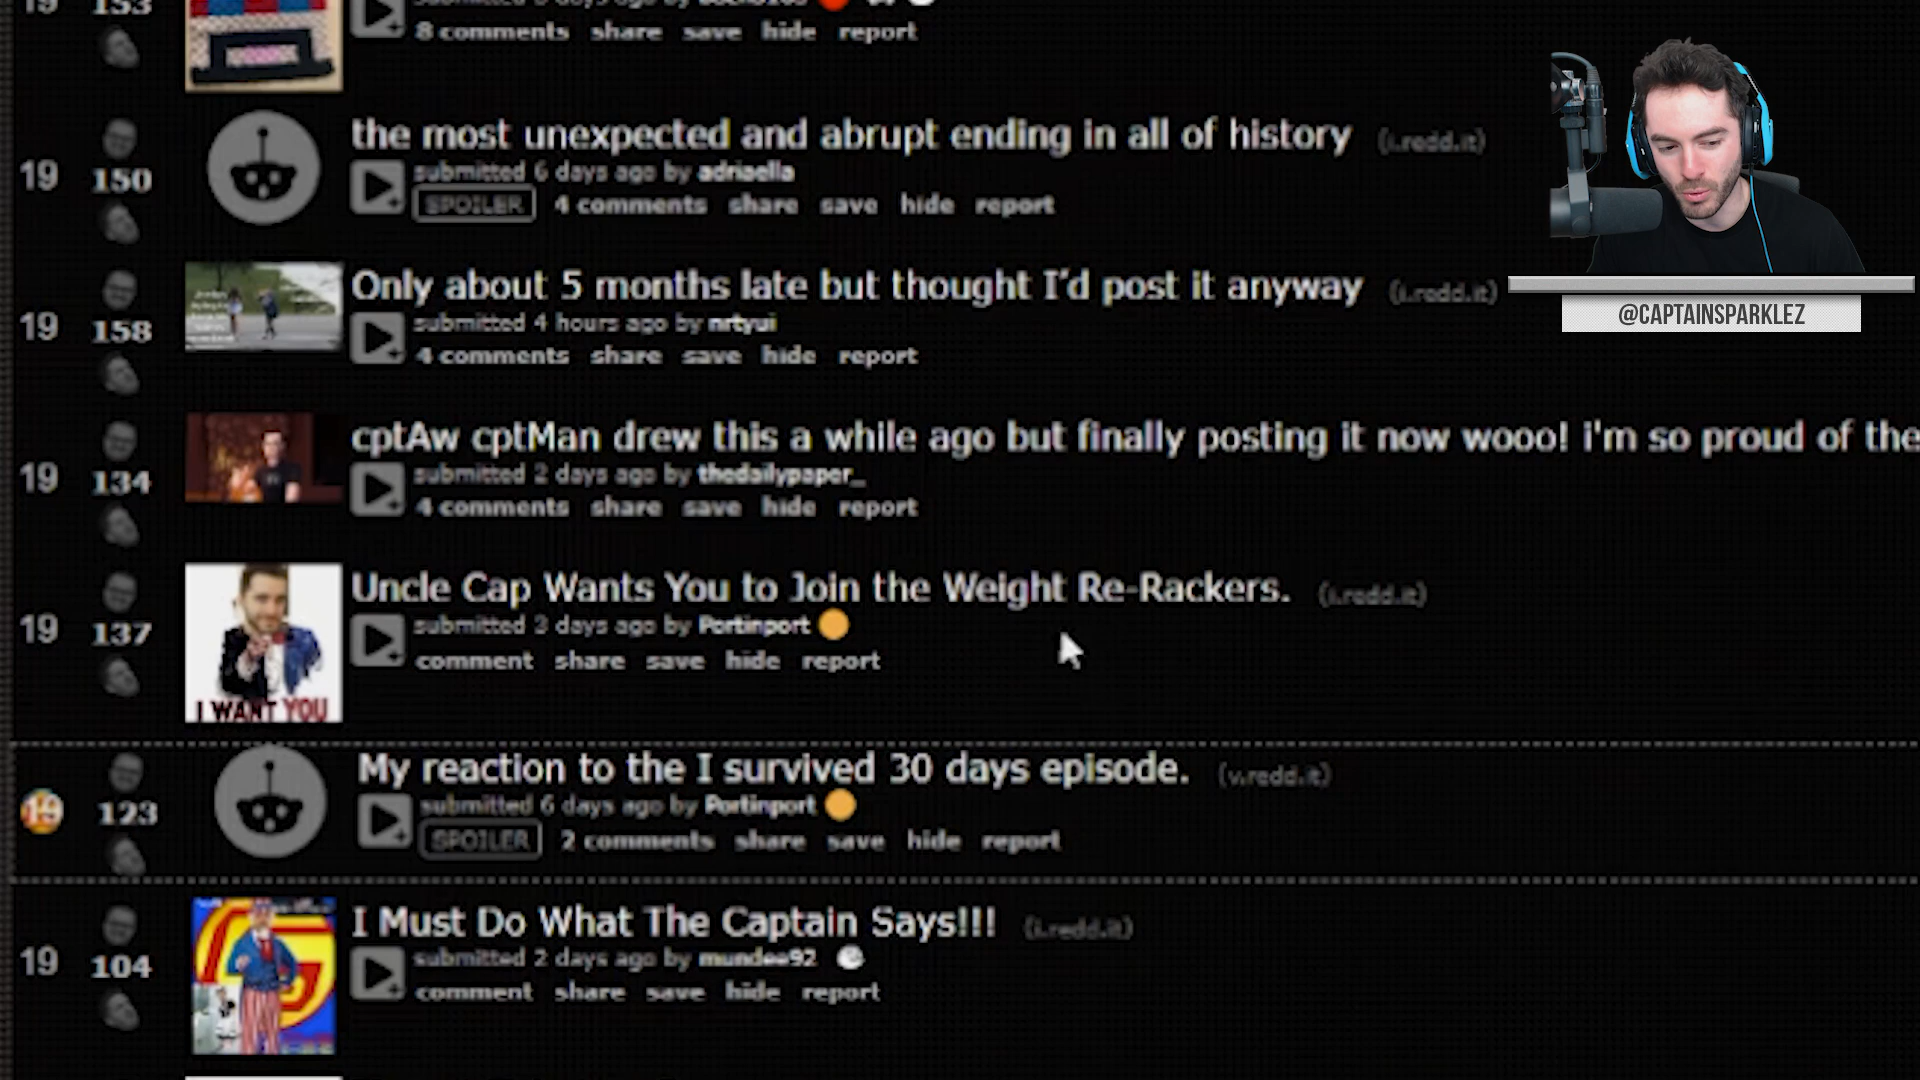 19 153
8 comments share save hide report
the most unexpected and abrupt ending in all of history (i.redd.it)
19 150
submitted 6 days ago by adriaella
SPOILER 4 comments share save hide report
Only about 5 months late but thought I'd post it anyway (i.redd.it)
19 158
submitted 4 hours ago by nrtyui
4 comments share save hide report
cptAw cptMan drew this a while ago but finally posting it now wooo! i'm so proud of the
19 134
submitted 2 days ago by thedailypaper_
4 comments share save hide report
Uncle Cap Wants You to Join the Weight Re-Rackers. (i.redd.it)
19 137
submitted 3 days ago by Portinport
comment share save hide report
I WANT YOU
My reaction to the I survived 30 days episode. (v.redd.it)
19 123
submitted 6 days ago by Portinport
SPOILER 2 comments share save hide report
I Must Do What The Captain Says!!! (i.redd.it)
19 104
submitted 2 days ago by mundee92
comment share save hide report
@CAPTAINSPARKLEZ